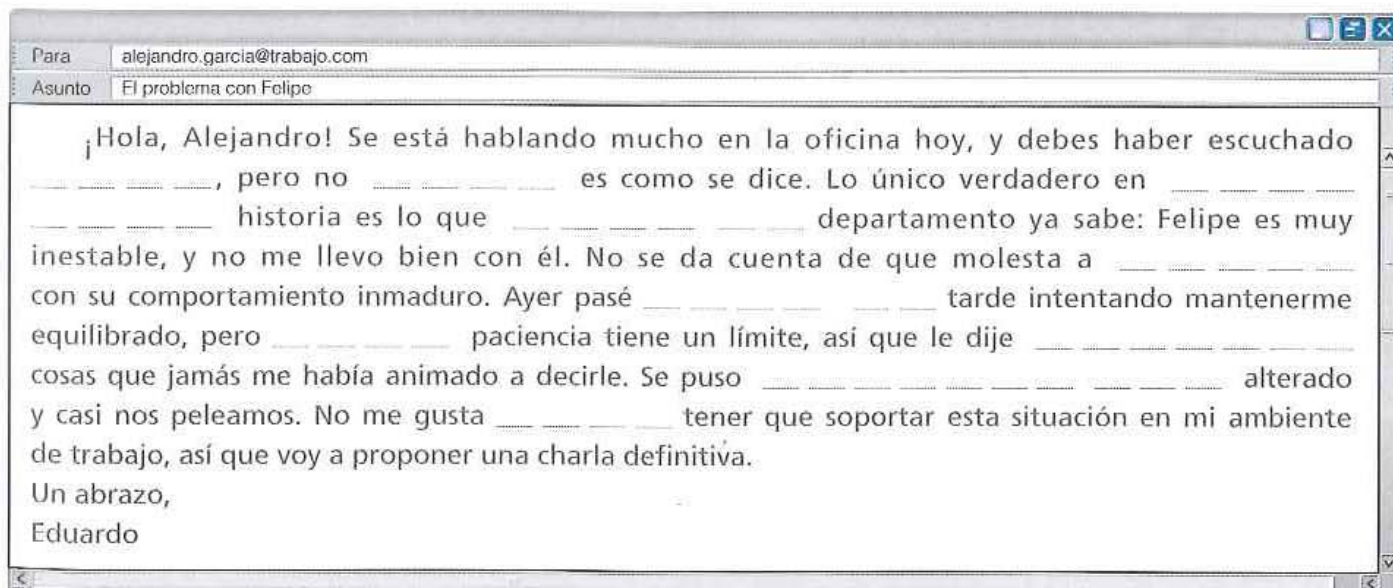 Para alejandro.garcia@trabajo.com
Asunto El problema con Felipe
¡Hola, Alejandro! Se está hablando mucho en la oficina hoy, y debes haber escuchado
_ _ _ _, pero no _ _ _ _ es como se dice. Lo único verdadero en _ _ _ _
_ _ _ historia es lo que _ _ _ _ _ _ departamento ya sabe: Felipe es muy
inestable, y no me llevo bien con él. No se da cuenta de que molesta a _ _ _ _ _
con su comportamiento inmaduro. Ayer pasé _ _ _ _ _ _ tarde intentando mantenerme
equilibrado, pero _ _ _ _ paciencia tiene un límite, así que le dije _ _ _ _ _ _ _
cosas que jamás me había animado a decirle. Se puso _ _ _ _ _ _ _ _ _ _ alterado
y casi nos peleamos. No me gusta _ _ _ _ tener que soportar esta situación en mi ambiente
de trabajo, así que voy a proponer una charla definitiva.
Un abrazo,
Eduardo